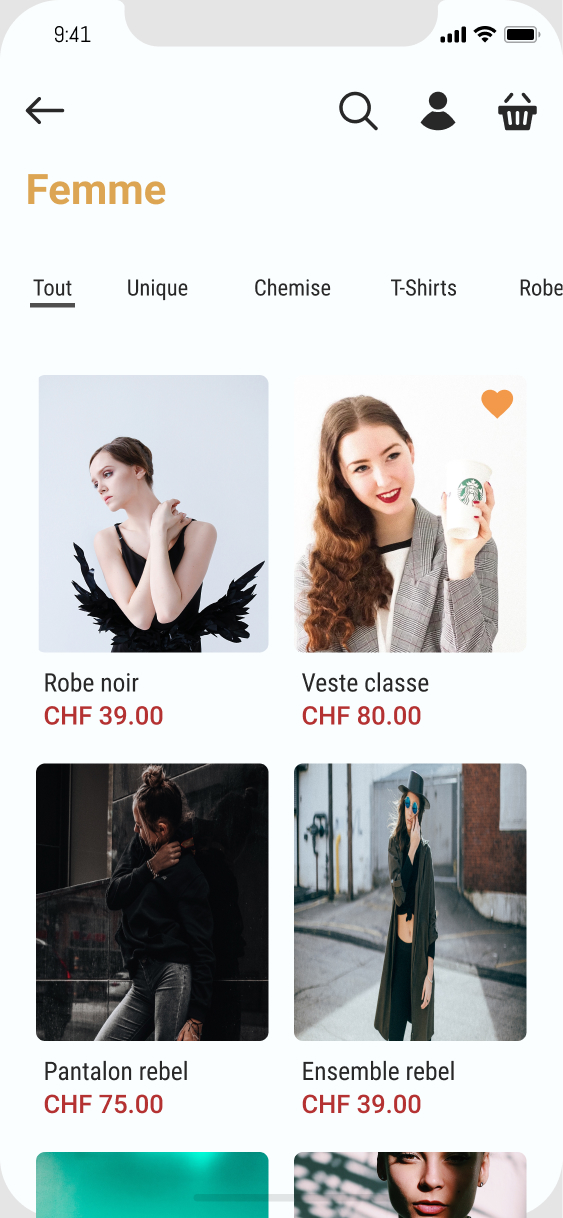 9:41
Femme
Tout Unique Chemise T-Shirts Robe
Robe noir Veste classe
CHF 39.00 CHF 80.00
Pantalon rebel Ensemble rebel
CHF 75.00 CHF 39.00